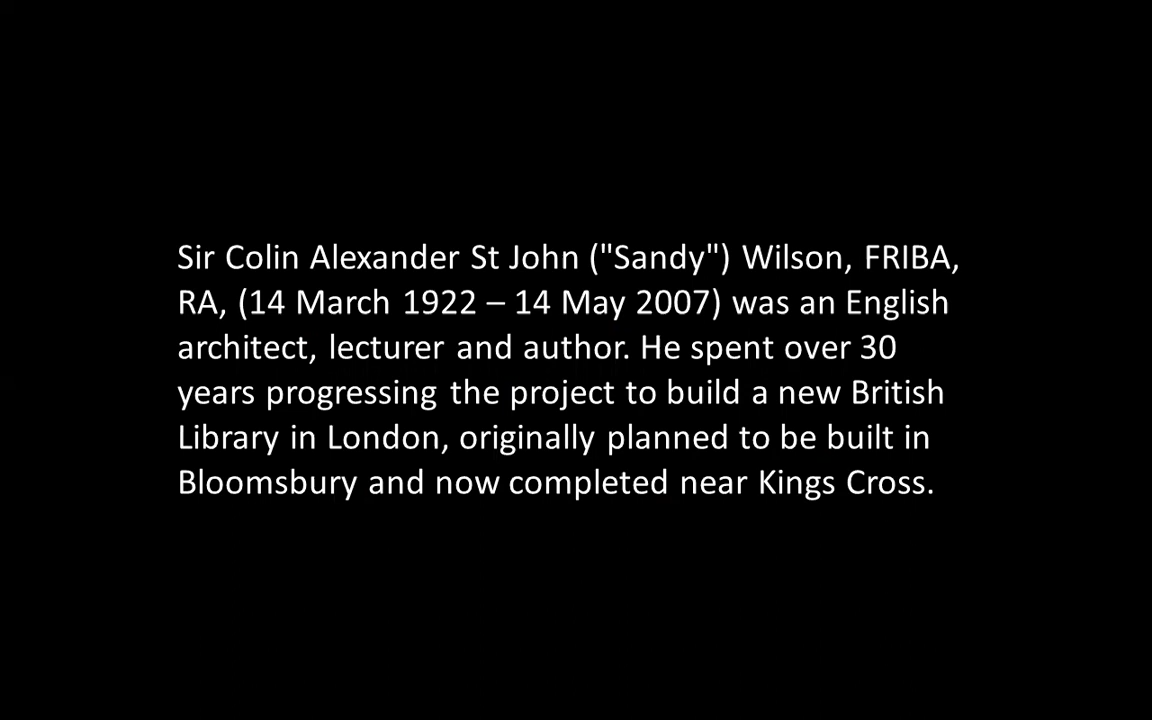 Sir Colin Alexander St John ("Sandy") Wilson, FRIBA,
RA, (14 March 1922 – 14 May 2007) was an English
architect, lecturer and author. He spent over 30
years progressing the project to build a new British
Library in London, originally planned to be built in
Bloomsbury and now completed near Kings Cross.